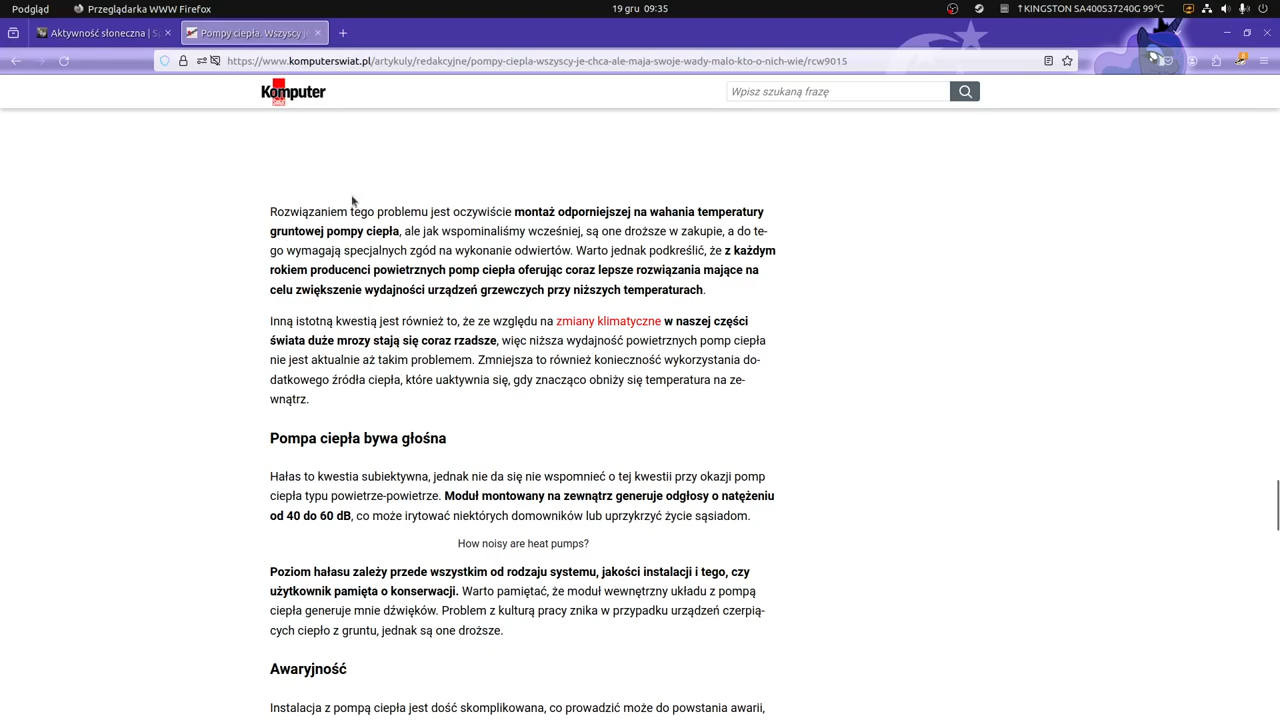 Podgląd
Przeglądarka WWW Firefox
19 gru 09:35
↑KINGSTON SA400S37240G 99°C
Aktywność słoneczna | S
Pompy ciepła. Wszyscy j
https://www.komputerswiat.pl/artykuly/redakcyjne/pompy-ciepla-wszyscy-je-chca-ale-maja-swoje-wady-malo-kto-o-nich-wie/rcw9015
Komputer
Wpisz szukaną frazę
Rozwiązaniem tego problemu jest oczywiście montaż odporniejszej na wahania temperatury
gruntowej pompy ciepła, ale jak wspominaliśmy wcześniej, są one droższe w zakupie, a do te-
go wymagają specjalnych zgód na wykonanie odwiertów. Warto jednak podkreślić, że z każdym
rokiem producenci powietrznych pomp ciepła oferując coraz lepsze rozwiązania mające na
celu zwiększenie wydajności urządzeń grzewczych przy niższych temperaturach.
Inną istotną kwestią jest również to, że ze względu na zmiany klimatyczne w naszej części
świata duże mrozy stają się coraz rzadsze, więc niższa wydajność powietrznych pomp ciepła
nie jest aktualnie aż takim problemem. Zmniejsza to również konieczność wykorzystania do-
datkowego źródła ciepła, które uaktywnia się, gdy znacząco obniży się temperatura na ze-
wnątrz.
Pompa ciepła bywa głośna
Hałas to kwestia subiektywna, jednak nie da się nie wspomnieć o tej kwestii przy okazji pomp
ciepła typu powietrze-powietrze. Moduł montowany na zewnątrz generuje odgłosy o natężeniu
od 40 do 60 dB, co może irytować niektórych domowników lub uprzykrzyć życie sąsiadom.
How noisy are heat pumps?
Poziom hałasu zależy przede wszystkim od rodzaju systemu, jakości instalacji i tego, czy
użytkownik pamięta o konserwacji. Warto pamiętać, że moduł wewnętrzny układu z pompą
ciepła generuje mnie dźwięków. Problem z kulturą pracy znika w przypadku urządzeń czerpią-
cych ciepło z gruntu, jednak są one droższe.
Awaryjność
Instalacja z pompą ciepła jest dość skomplikowana, co prowadzić może do powstania awarii,